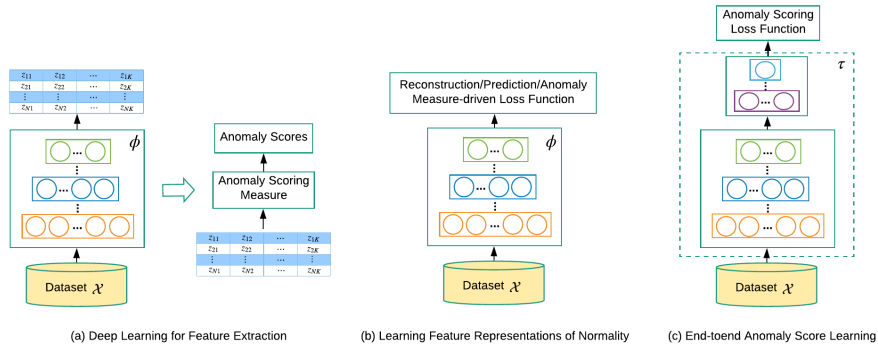 z11 z12 ... z1K
z21 z22 ... z2K
⋮ ⋮ ... ⋮
zN1 zN2 ... zNK
ϕ
...
...
...
Dataset 𝒳
Anomaly Scores
Anomaly Scoring
Measure
z11 z12 ... z1K
z21 z22 ... z2K
⋮ ⋮ ... ⋮
zN1 zN2 ... zNK
(a) Deep Learning for Feature Extraction
Reconstruction/Prediction/Anomaly
Measure-driven Loss Function
ϕ
...
...
...
Dataset 𝒳
(b) Learning Feature Representations of Normality
Anomaly Scoring
Loss Function
τ
...
...
...
...
Dataset 𝒳
(c) End-toend Anomaly Score Learning